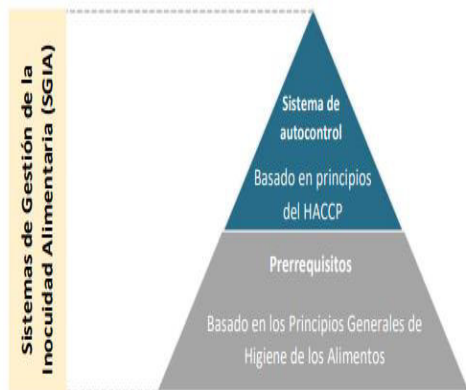 Sistemas de Gestión de la
Inocuidad Alimentaria (SGIA)
Sistema de
autocontrol
Basado en principios
del HACCP
Prerrequisitos
Basado en los Principios Generales de
Higiene de los Alimentos